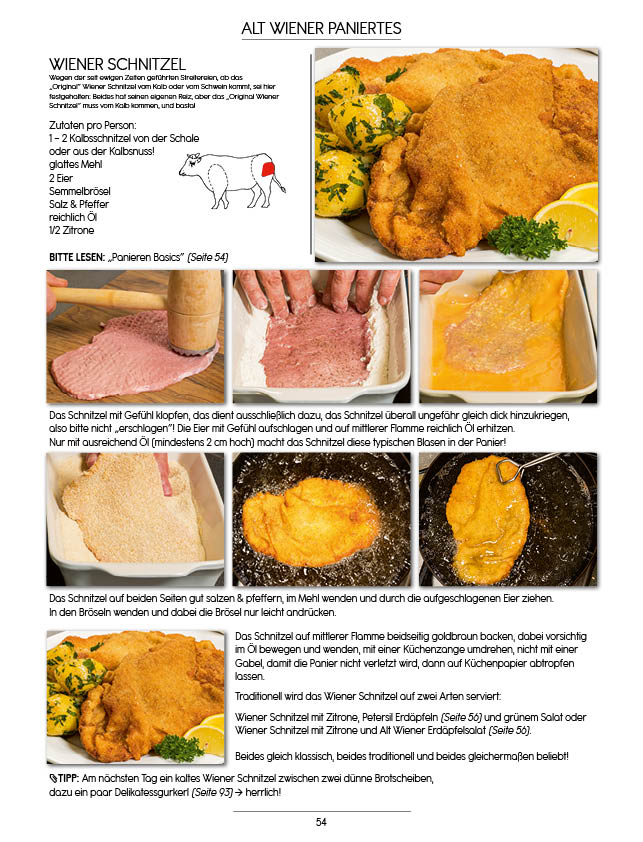 ALT WIENER PANIERTES
WIENER SCHNITZEL
Wegen der seit ewigen Zeiten geführten Streitereien, ob das
„Original“ Wiener Schnitzel vom Kalb oder vom Schwein kommt, sei hier
festgehalten: Beides hat seinen eigenen Reiz, aber das „Original Wiener
Schnitzel“ muss vom Kalb kommen, und basta!
Zutaten pro Person:
1 – 2 Kalbsschnitzel von der Schale
oder aus der Kalbsnuss!
glattes Mehl
2 Eier
Semmelbrösel
Salz & Pfeffer
reichlich Öl
1/2 Zitrone
BITTE LESEN: „Panieren Basics“ (Seite 54)
Das Schnitzel mit Gefühl klopfen, das dient ausschließlich dazu, das Schnitzel überall ungefähr gleich dick hinzukriegen,
also bitte nicht „erschlagen“! Die Eier mit Gefühl aufschlagen und auf mittlerer Flamme reichlich Öl erhitzen.
Nur mit ausreichend Öl (mindestens 2 cm hoch) macht das Schnitzel diese typischen Blasen in der Panier!
Das Schnitzel auf beiden Seiten gut salzen & pfeffern, im Mehl wenden und durch die aufgeschlagenen Eier ziehen.
In den Bröseln wenden und dabei die Brösel nur leicht andrücken.
Das Schnitzel auf mittlerer Flamme beidseitig goldbraun backen, dabei vorsichtig
im Öl bewegen und wenden, mit einer Küchenzange umdrehen, nicht mit einer
Gabel, damit die Panier nicht verletzt wird, dann auf Küchenpapier abtropfen
lassen.
Traditionell wird das Wiener Schnitzel auf zwei Arten serviert:
Wiener Schnitzel mit Zitrone, Petersil Erdäpfeln (Seite 56) und grünem Salat oder
Wiener Schnitzel mit Zitrone und Alt Wiener Erdäpfelsalat (Seite 56).
Beides gleich klassisch, beides traditionell und beides gleichermaßen beliebt!
TIPP: Am nächsten Tag ein kaltes Wiener Schnitzel zwischen zwei dünne Brotscheiben,
dazu ein paar Delikatessgurkerl (Seite 93) → herrlich!
54